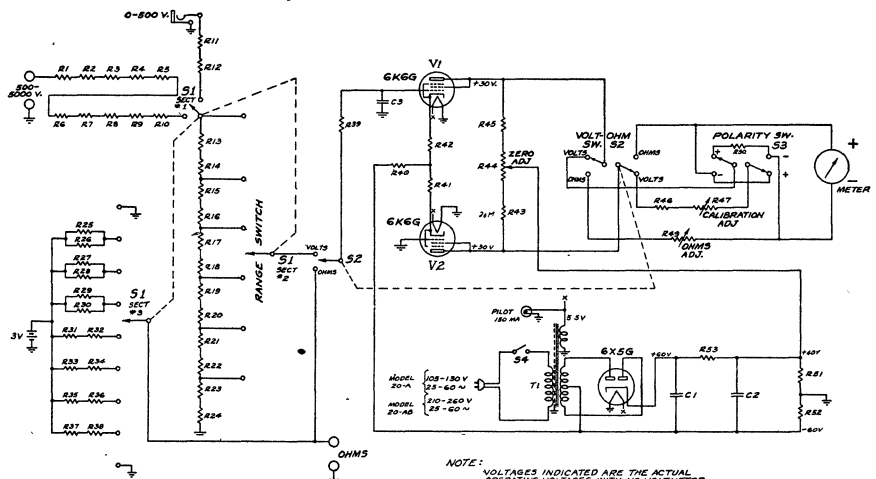 0-500 V.
R11
R12
R1 R2 R3 R4 R5
500-
5000 V.
S1
SECT
#1
R6 R7 R8 R9 R10
R13
R14
R15
R16
R17
R18
R19
R20
R21
R22
R23
R24
RANGE SWITCH
S1
SECT
#2
VOLTS
OHMS
S2
R25
R26
R27
R28
R29
R30
S1
SECT
#3
3V
R31 R32
R33 R34
R35 R36
R37 R38
OHMS
V1
6K6G
+30V.
C3
R39
R42
R40
R41
6K6G
V2
+30V
X
X
R45
R44
ZERO
ADJ
R43
VOLT-OHM
SW. S2
VOLTS
OHMS
OHMS
VOLTS
POLARITY SW.
S3
R50
+
-
-
+
R46
R47
CALIBRATION
ADJ
R49
OHMS
ADJ.
+
-
METER
PILOT
150 MA
X
5.5V
S4
T1
MODEL
20-A
105-130 V
25-60 ~
MODEL
20-AB
210-260 V
25-60 ~
6X5G
X
+60V
R53
+60V
C1
C2
R51
R52
-60V
NOTE:
VOLTAGES INDICATED ARE THE ACTUAL
OPERATING VOLTAGES WITH NO VOLTMETER